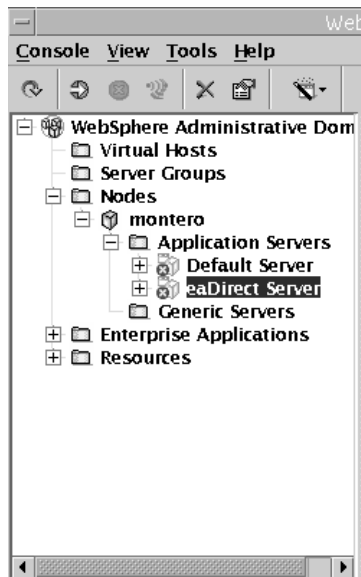 Web
Console View Tools Help
WebSphere Administrative Dom
Virtual Hosts
Server Groups
Nodes
montero
Application Servers
Default Server
eaDirect Server
Generic Servers
Enterprise Applications
Resources